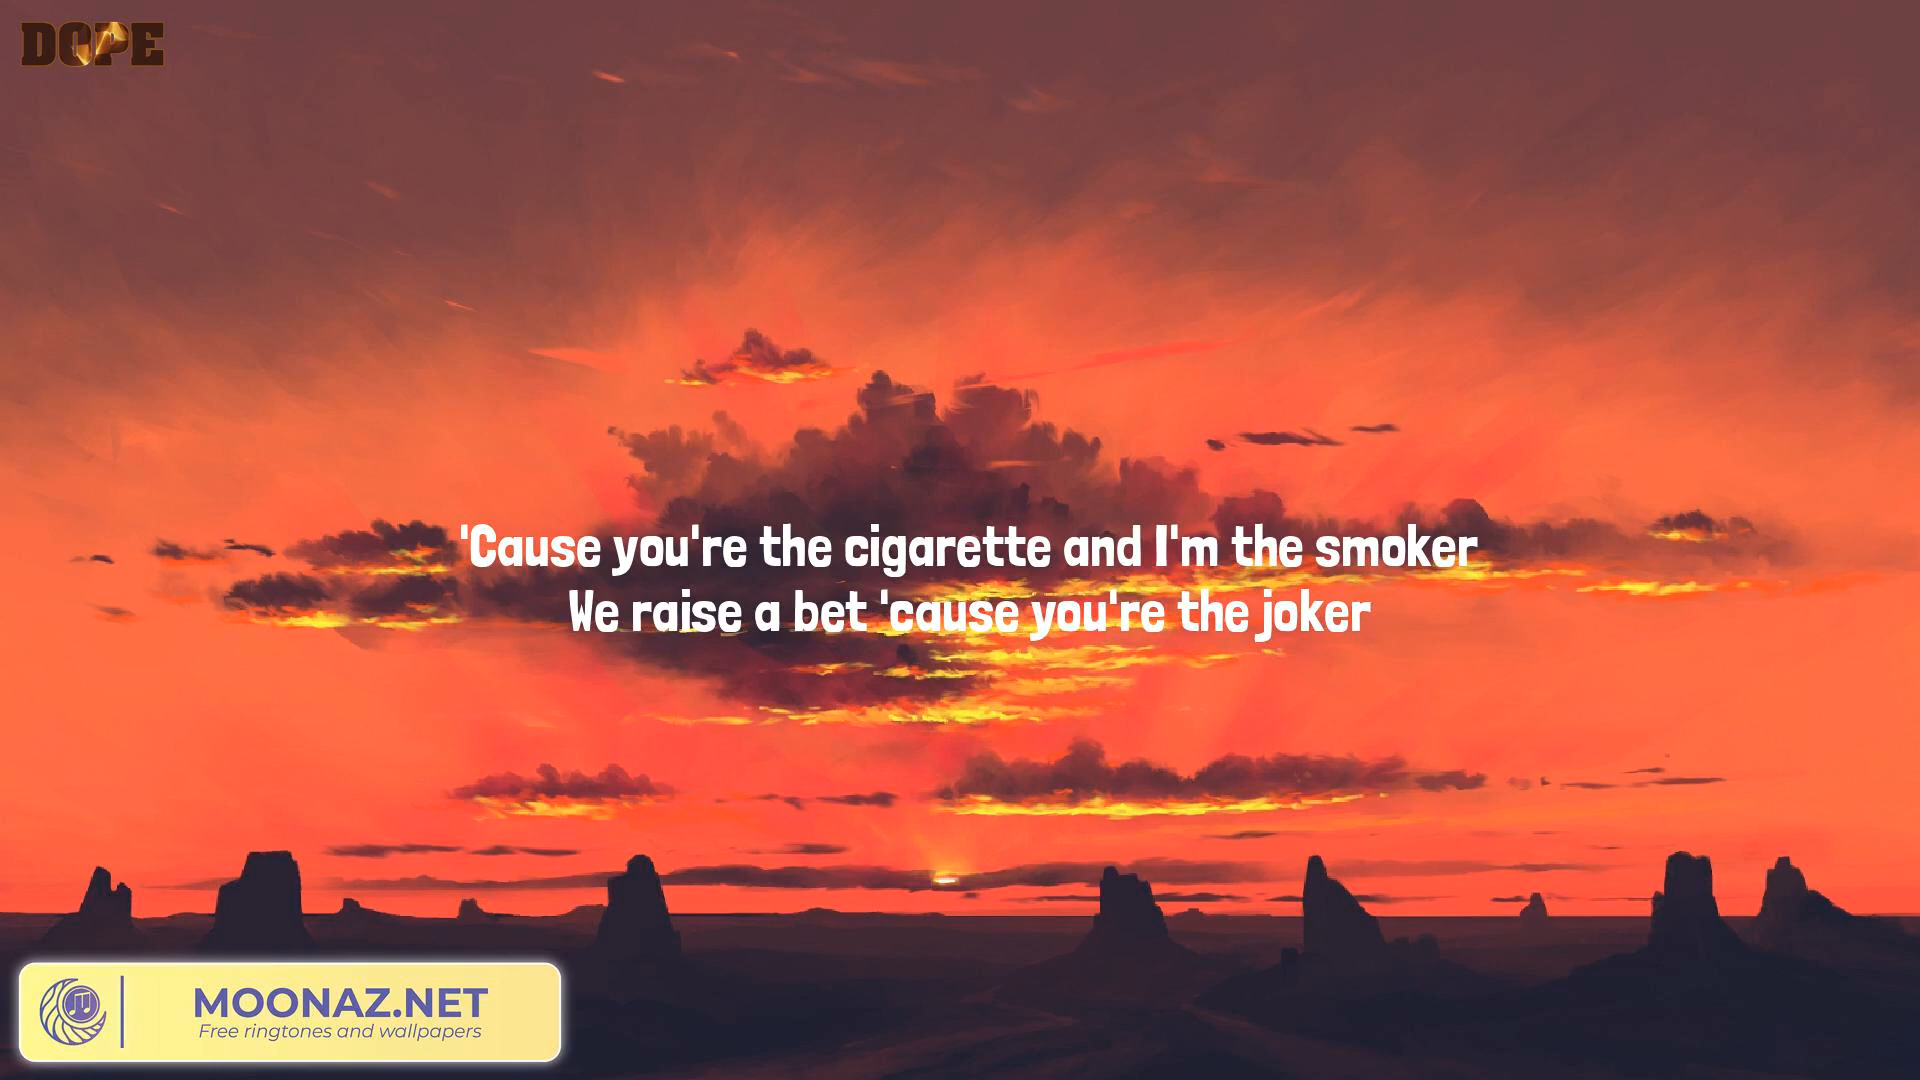 DOPE
'Cause you're the cigarette and I'm the smoker
We raise a bet 'cause you're the joker
MOONAZ.NET
Free ringtones and wallpapers